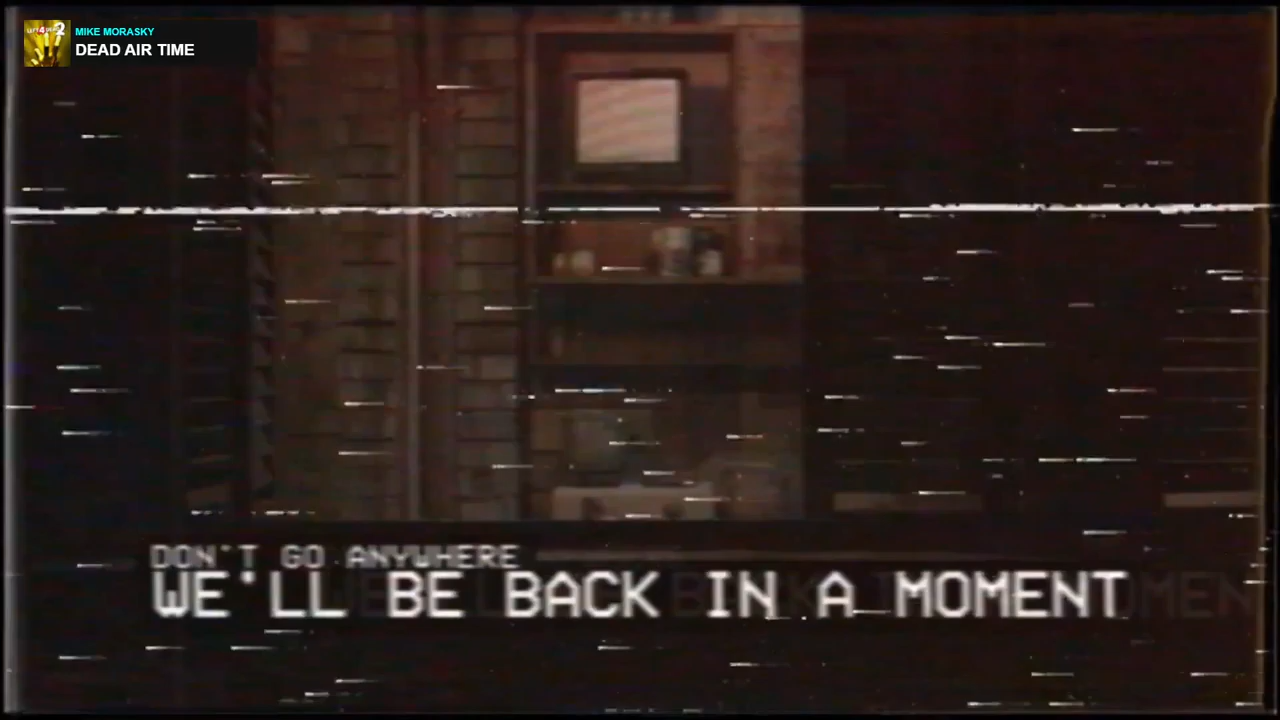 MIKE MORASKY
DEAD AIR TIME
DON'T GO ANYWHERE
WE'LL BE BACK IN A MOMENT